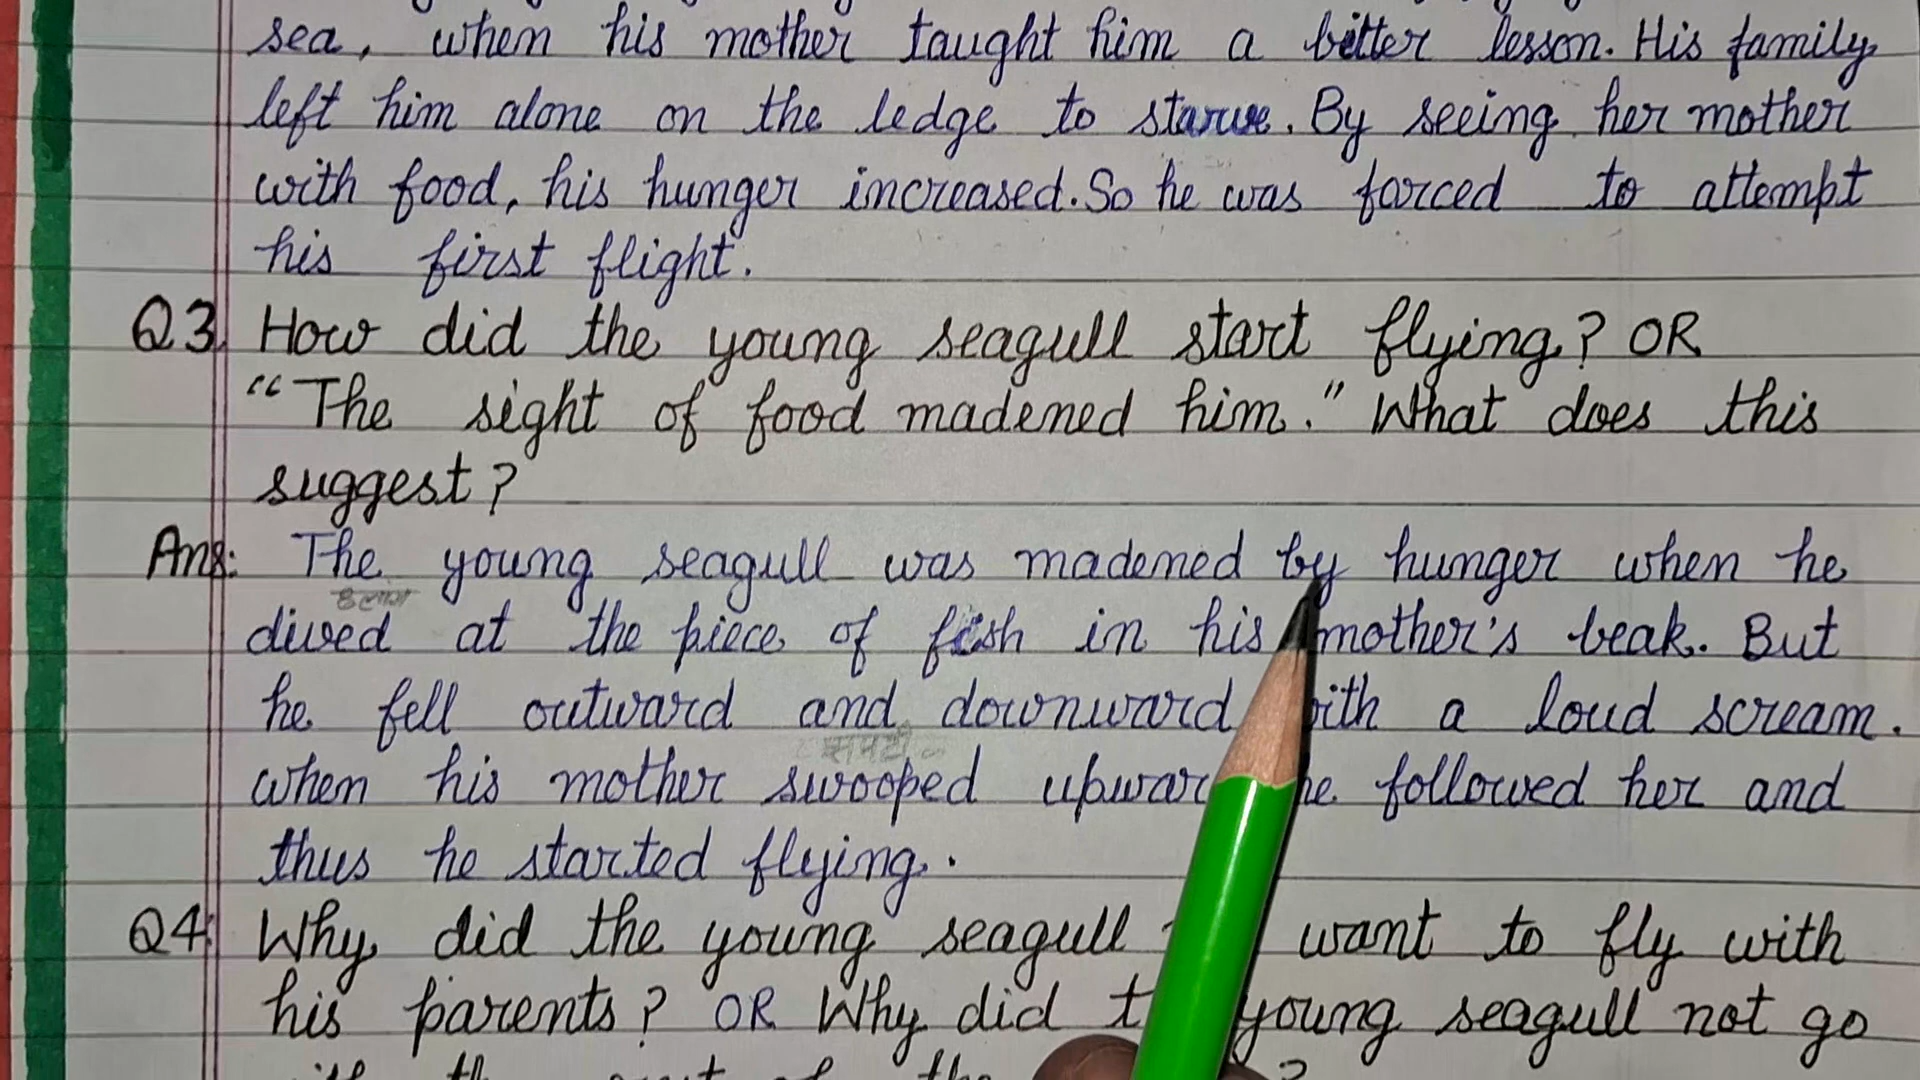 sea, when his mother taught him a bitter lesson. His family
left him alone on the ledge to starve. By seeing her mother
with food, his hunger increased. So he was forced to attempt
his first flight.
Q3. How did the young seagull start flying? OR
“The sight of food madened him.” What does this
suggest?
Ans: The young seagull was madened by hunger when he
dived at the piece of fish in his mother's beak. But
he fell outward and downward with a loud scream.
झपटी
when his mother swooped upward he followed her and
thus he started flying.
Q4. Why did the young seagull want to fly with
his parents? OR Why did young seagull not go